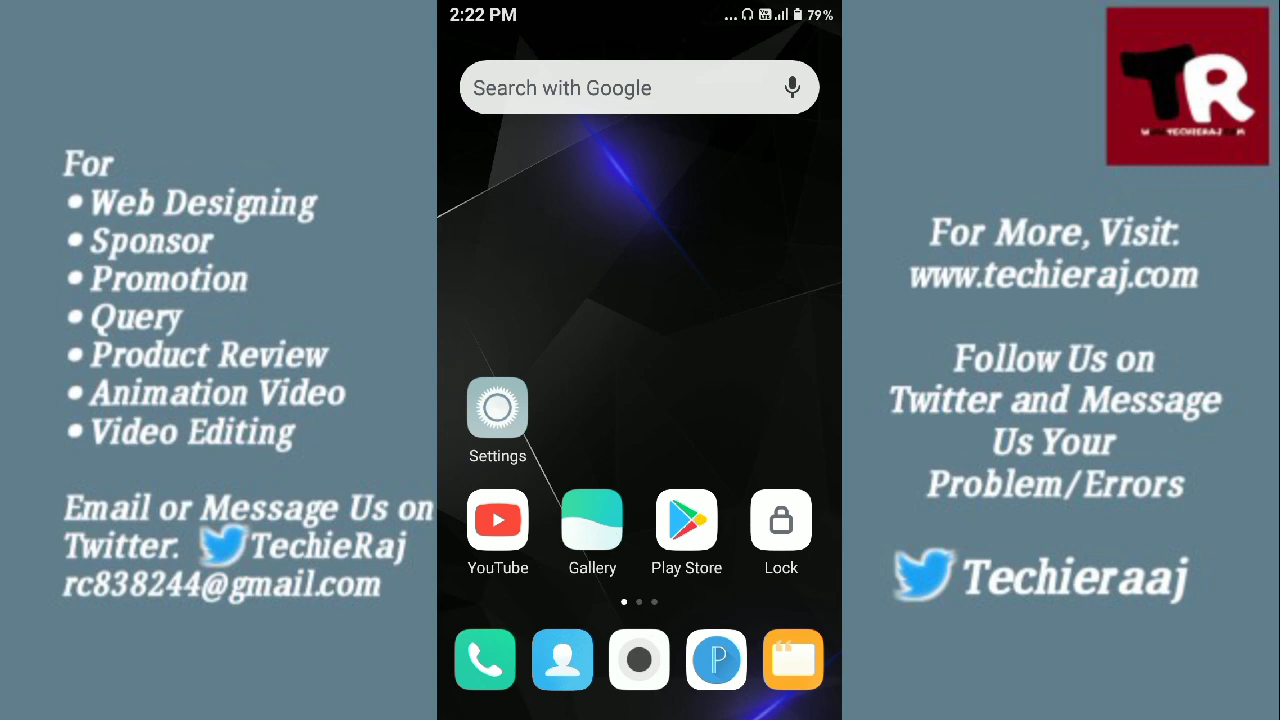 For
• Web Designing
• Sponsor
• Promotion
• Query
• Product Review
• Animation Video
• Video Editing
Email or Message Us on
Twitter. TechieRaj
rc838244@gmail.com
2:22 PM
... 79%
Search with Google
Settings
YouTube
Gallery
Play Store
Lock
P
TR
For More, Visit:
www.techieraj.com
Follow Us on
Twitter and Message
Us Your
Problem/Errors
Techieraaj